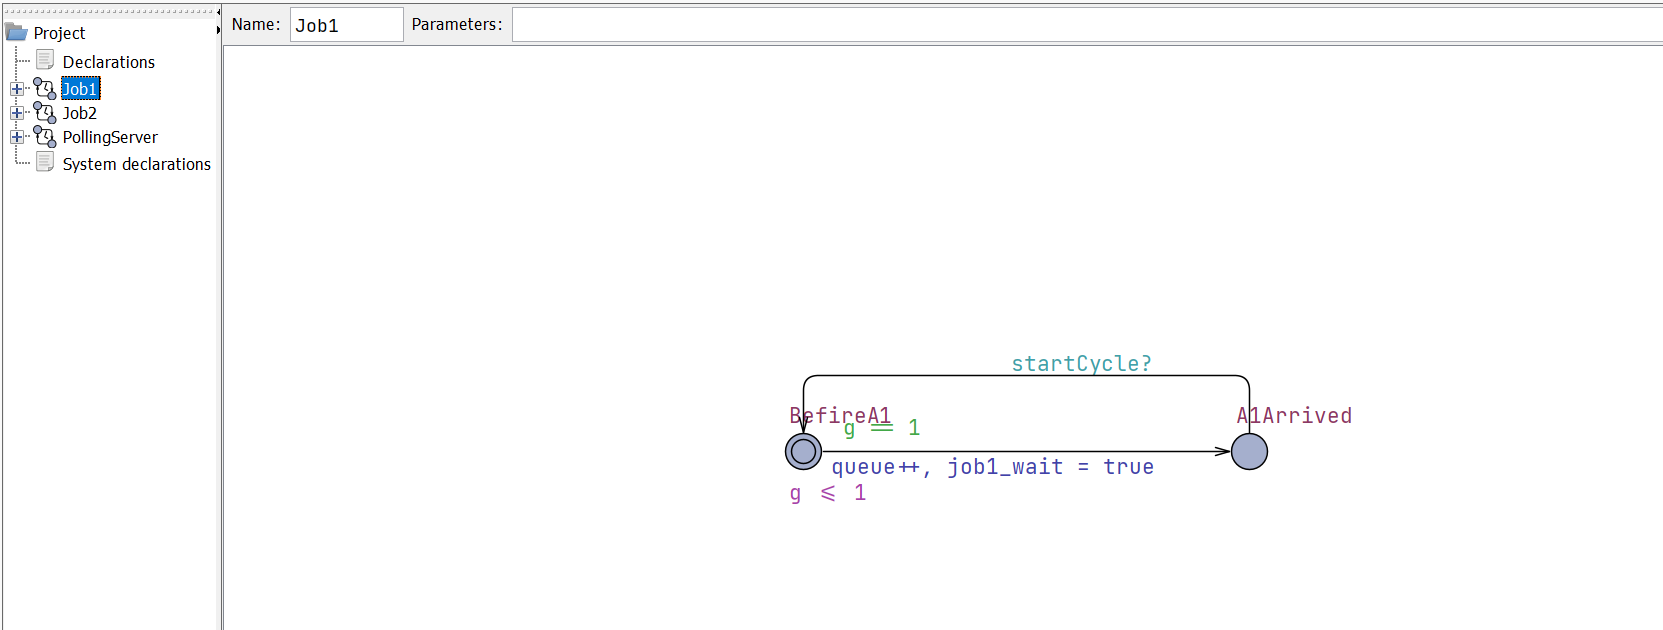 Project
Declarations
Job1
Job2
PollingServer
System declarations
Name: Job1 Parameters:
startCycle?
BefireA1
A1Arrived
g == 1
queue++, job1_wait = true
g <= 1